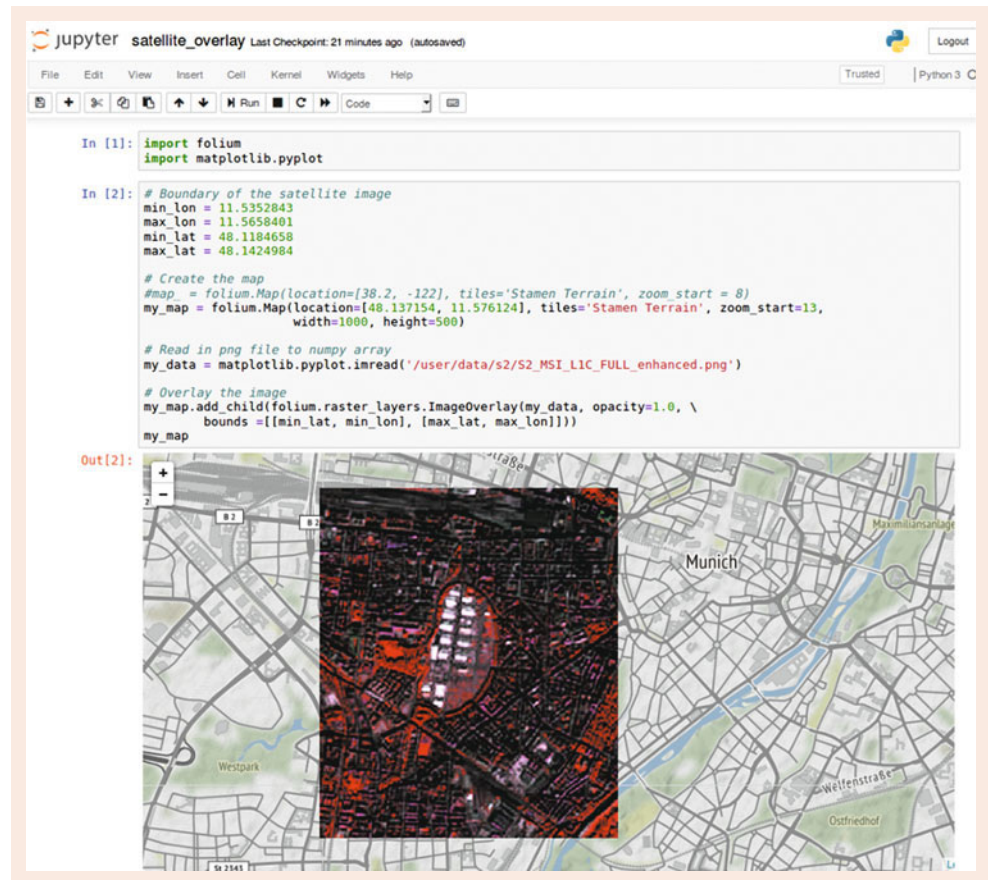 jupyter satellite_overlay Last Checkpoint: 21 minutes ago (autosaved)
Logout
File Edit View Insert Cell Kernel Widgets Help
Trusted
Python 3
Run
Code
In [1]: import folium
import matplotlib.pyplot
In [2]: # Boundary of the satellite image
min_lon = 11.5352843
max_lon = 11.5658401
min_lat = 48.1184658
max_lat = 48.1424984
# Create the map
#map_ = folium.Map(location=[38.2, -122], tiles='Stamen Terrain', zoom_start = 8)
my_map = folium.Map(location=[48.137154, 11.576124], tiles='Stamen Terrain', zoom_start=13,
width=1000, height=500)
# Read in png file to numpy array
my_data = matplotlib.pyplot.imread('/user/data/s2/S2_MSI_L1C_FULL_enhanced.png')
# Overlay the image
my_map.add_child(folium.raster_layers.ImageOverlay(my_data, opacity=1.0, \
bounds =[[min_lat, min_lon], [max_lat, max_lon]]))
my_map
Out[2]:
+
−
2
B 2
B 2
Maximiliansanlage
Munich
Westpark
Welfenstraße
Ostfriedhof
St 2343